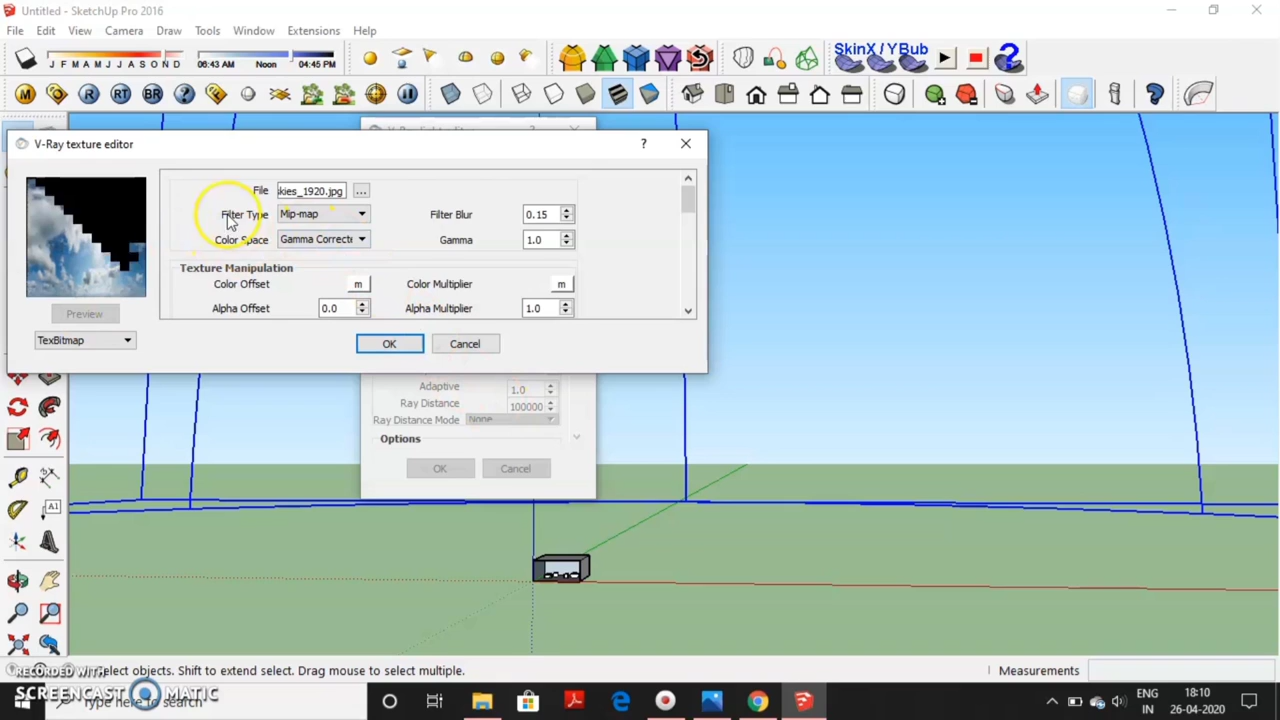 Untitled - SketchUp Pro 2016
File Edit View Camera Draw Tools Window Extensions Help
J F M A M J J A S O N D 06:43 AM Noon 04:45 PM SkinX / YBub
M R RT BR
V-Ray texture editor ?
File kies_1920.jpg ...
Filter Type Mip-map Filter Blur 0.15
Color Space Gamma Correct Gamma 1.0
Texture Manipulation
Color Offset m Color Multiplier m
Preview
Alpha Offset 0.0 Alpha Multiplier 1.0
TexBitmap OK Cancel
Adaptive 1.0
Ray Distance 100000
Ray Distance Mode None
Options
OK Cancel
A1
RECORDED WITH
SCREENCAST MATIC
elect objects. Shift to extend select. Drag mouse to select multiple. Measurements
Type here to search
ENG
IN
18:10
26-04-2020